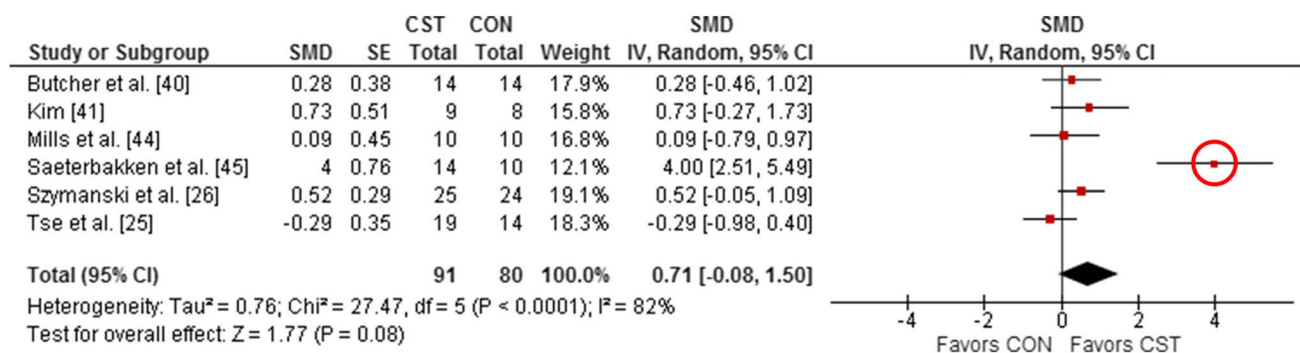 CST CON SMD SMD
Study or Subgroup SMD SE Total Total Weight IV, Random, 95% CI IV, Random, 95% CI
Butcher et al. [40] 0.28 0.38 14 14 17.9% 0.28 [-0.46, 1.02]
Kim [41] 0.73 0.51 9 8 15.8% 0.73 [-0.27, 1.73]
Mills et al. [44] 0.09 0.45 10 10 16.8% 0.09 [-0.79, 0.97]
Saeterbakken et al. [45] 4 0.76 14 10 12.1% 4.00 [2.51, 5.49]
Szymanski et al. [26] 0.52 0.29 25 24 19.1% 0.52 [-0.05, 1.09]
Tse et al. [25] -0.29 0.35 19 14 18.3% -0.29 [-0.98, 0.40]
Total (95% CI) 91 80 100.0% 0.71 [-0.08, 1.50]
Heterogeneity: Tau² = 0.76; Chi² = 27.47, df = 5 (P < 0.0001); I² = 82%
Test for overall effect: Z = 1.77 (P = 0.08)
-4 -2 0 2 4
Favors CON Favors CST